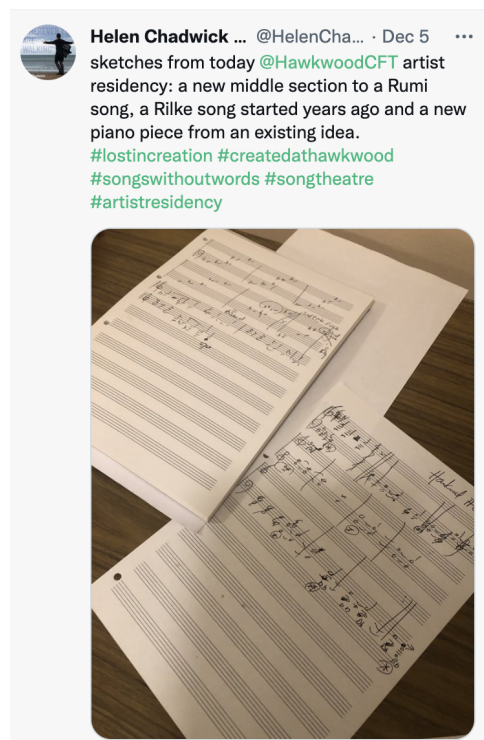 Helen Chadwick ... @HelenCha... · Dec 5 ...
sketches from today @HawkwoodCFT artist
residency: a new middle section to a Rumi
song, a Rilke song started years ago and a new
piano piece from an existing idea.
#lostincreation #createdathawkwood
#songswithoutwords #songtheatre
#artistresidency